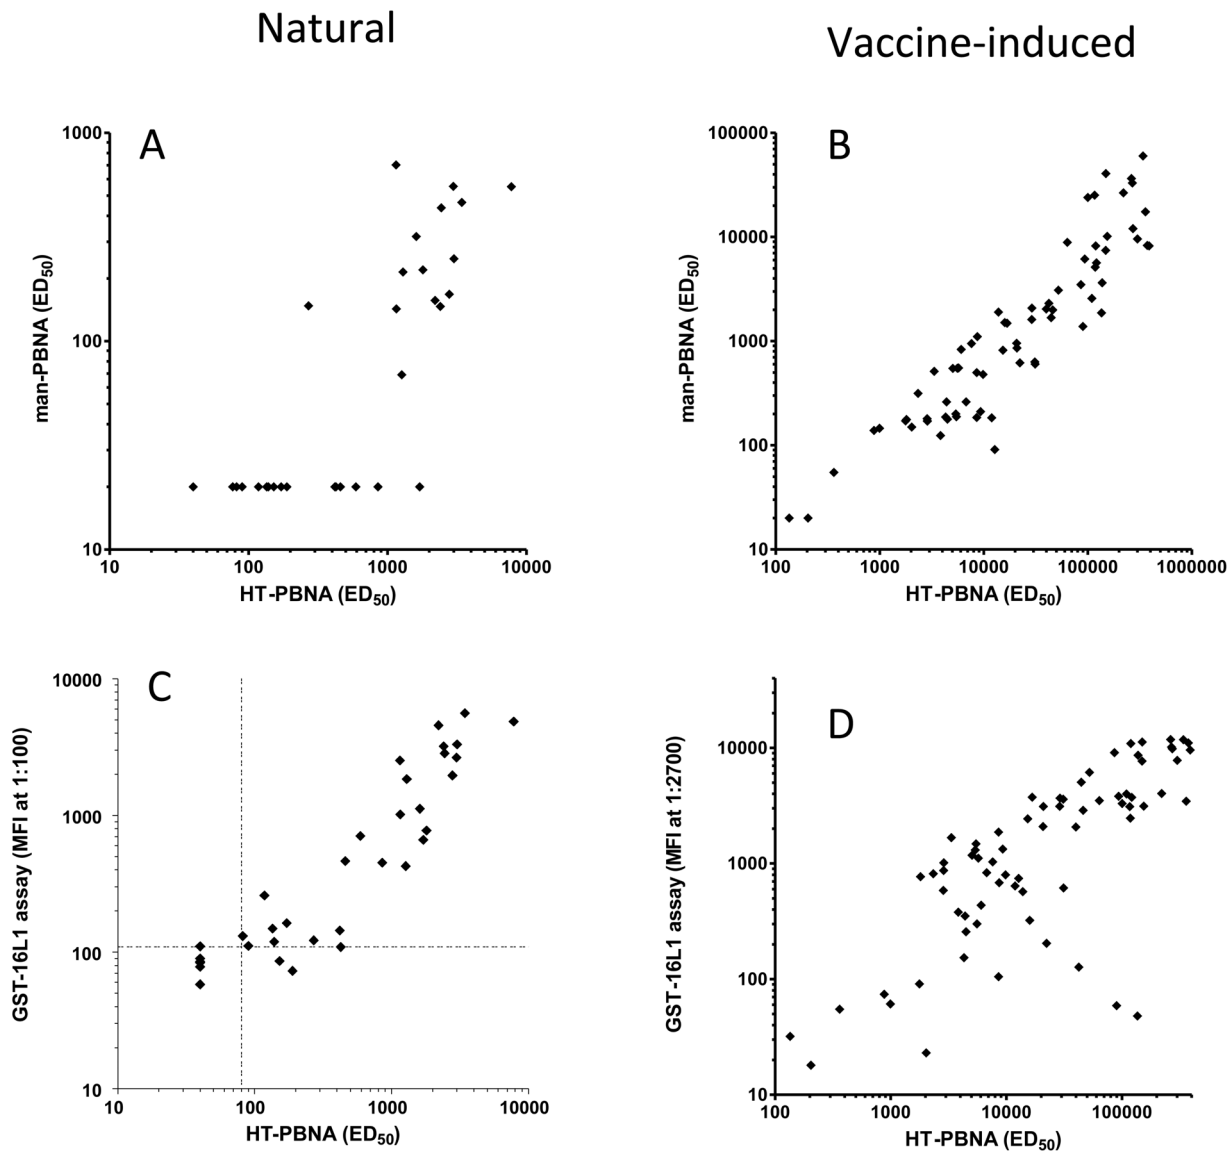 Natural
Vaccine-induced
A
1000
100
10
man-PBNA (ED50)
10 100 1000 10000
HT-PBNA (ED50)
B
100000
10000
1000
100
10
man-PBNA (ED50)
100 1000 10000 100000 1000000
HT-PBNA (ED50)
C
10000
1000
100
10
GST-16L1 assay (MFI at 1:100)
10 100 1000 10000
HT-PBNA (ED50)
D
10000
1000
100
10
GST-16L1 assay (MFI at 1:2700)
100 1000 10000 100000
HT-PBNA (ED50)